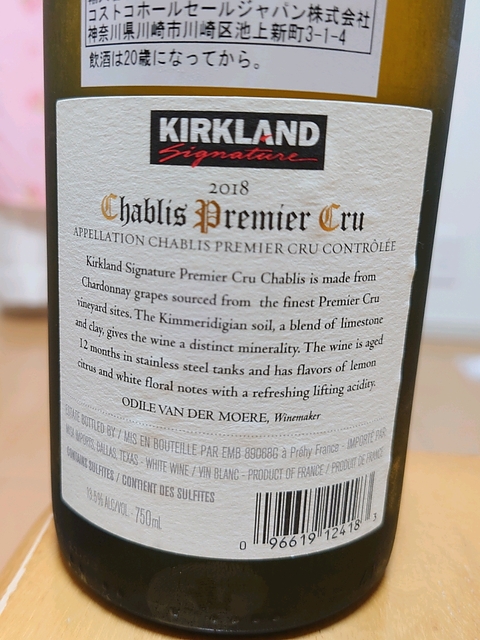 コストコホールセールジャパン株式会社
神奈川県川崎市川崎区池上新町3-1-4
飲酒は20歳になってから。
KIRKLAND
Signature
2018
Chablis Premier Cru
APPELLATION CHABLIS PREMIER CRU CONTRÔLÉE
Kirkland Signature Premier Cru Chablis is made from
Chardonnay grapes sourced from the finest Premier Cru
vineyard sites. The Kimmeridigian soil, a blend of limestone
and clay, gives the wine a distinct minerality. The wine is aged
12 months in stainless steel tanks and has flavors of lemon
citrus and white floral notes with a refreshing lifting acidity.
ODILE VAN DER MOERE, Winemaker
ESTATE BOTTLED BY / MIS EN BOUTEILLE PAR EMB 89068G à Préhy France - IMPORTÉ PAR
MISA IMPORTS, DALLAS, TEXAS - WHITE WINE / VIN BLANC - PRODUCT OF FRANCE / PRODUIT DE FRANCE
CONTAINS SULFITES / CONTIENT DES SULFITES
13.5% ALC/VOL - 750mL
0 96619 12418 3